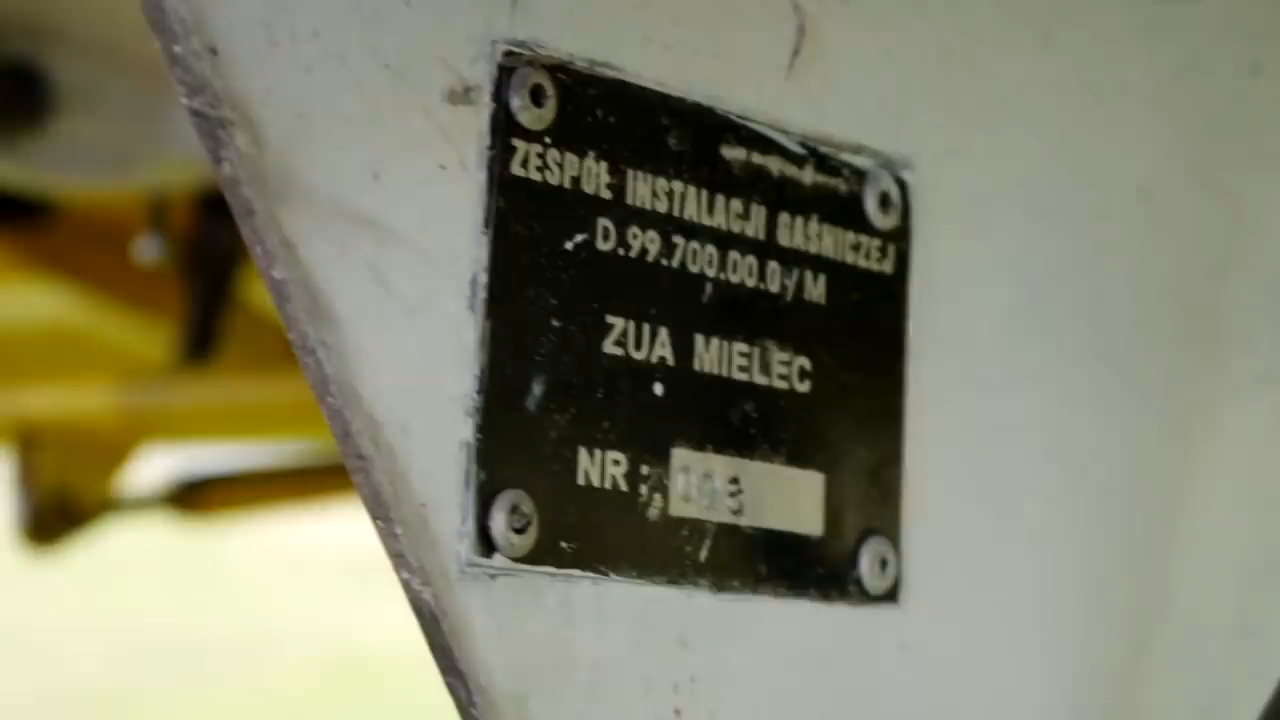 ZESPÓŁ INSTALACJI GAŚNICZEJ
D.99.700.00.0/M
ZUA MIELEC
NR :